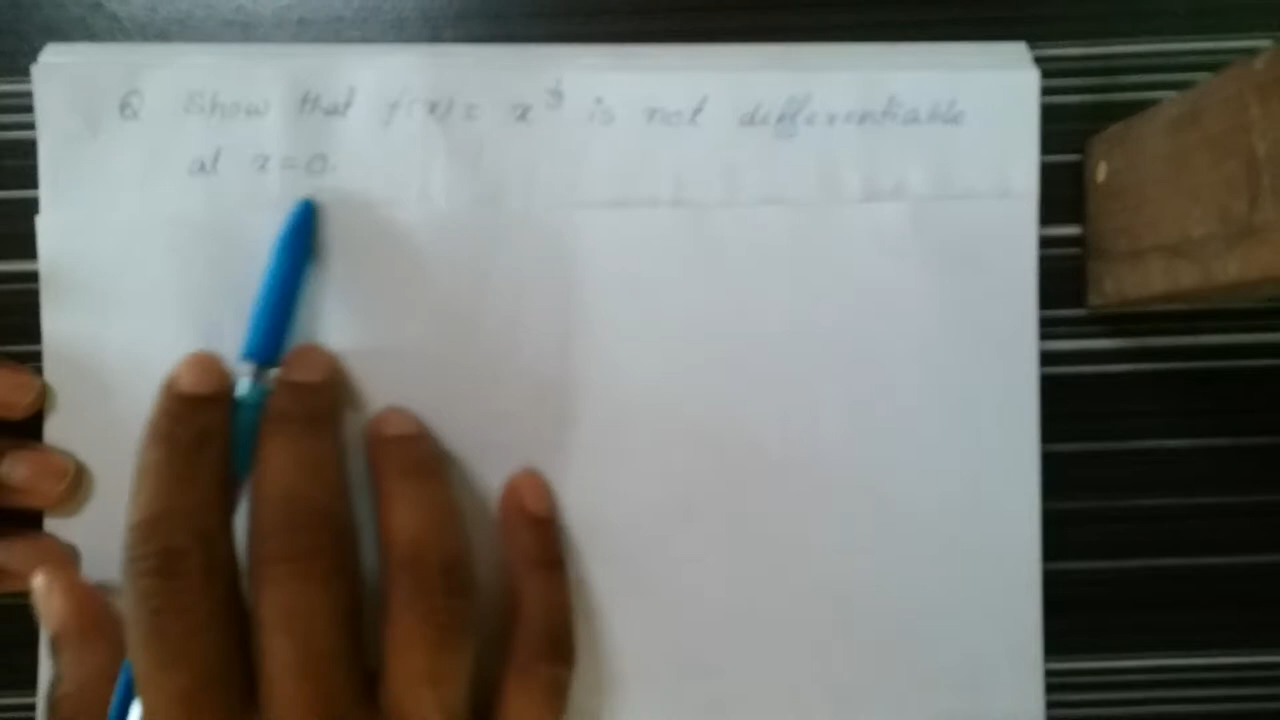 Q Show that f(x) = x^{1/3} is not differentiable
at x=0.